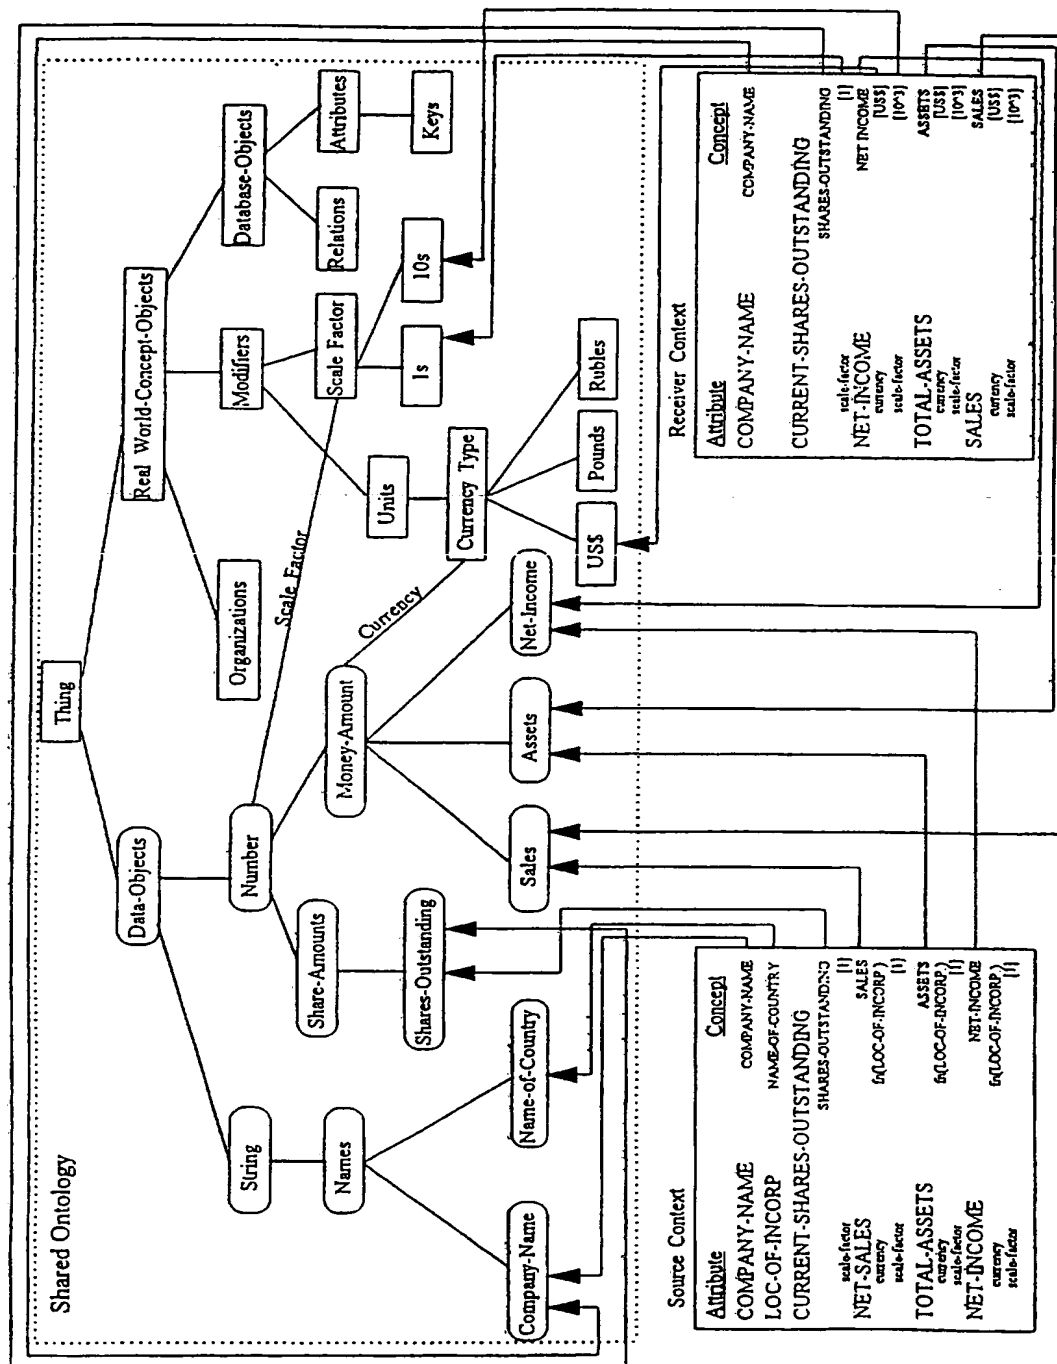 Shared Ontology
Thing
Data-Objects
Real World-Concept-Objects
String
Number
Organizations
Modifiers
Database-Objects
Names
Share-Amounts
Money-Amount
Scale Factor
Currency
Units
Scale Factor
Relations
Attributes
Company-Name
Name-of-Country
Shares-Outstanding
Sales
Assets
Net-Income
Currency Type
1s
10s
Keys
US$
Pounds
Rubles
Source Context
Attribute Concept
COMPANY-NAME COMPANY-NAME
LOC-OF-INCORP NAME-OF-COUNTRY
CURRENT-SHARES-OUTSTANDING
SHARES-OUTSTANDING
scale-factor [1]
NET-SALES SALES
currency fn(LOC-OF-INCORP.)
scale-factor [1]
TOTAL-ASSETS ASSETS
currency fn(LOC-OF-INCORP.)
scale-factor [1]
NET-INCOME NET-INCOME
currency fn(LOC-OF-INCORP.)
scale-factor [1]
Receiver Context
Attribute Concept
COMPANY-NAME COMPANY-NAME
CURRENT-SHARES-OUTSTANDING
SHARES-OUTSTANDING
scale-factor [1]
NET-INCOME NET INCOME
currency [US$]
scale-factor [10^3]
TOTAL-ASSETS ASSETS
currency [US$]
scale-factor [10^3]
SALES SALES
currency [US$]
scale-factor [10^3]